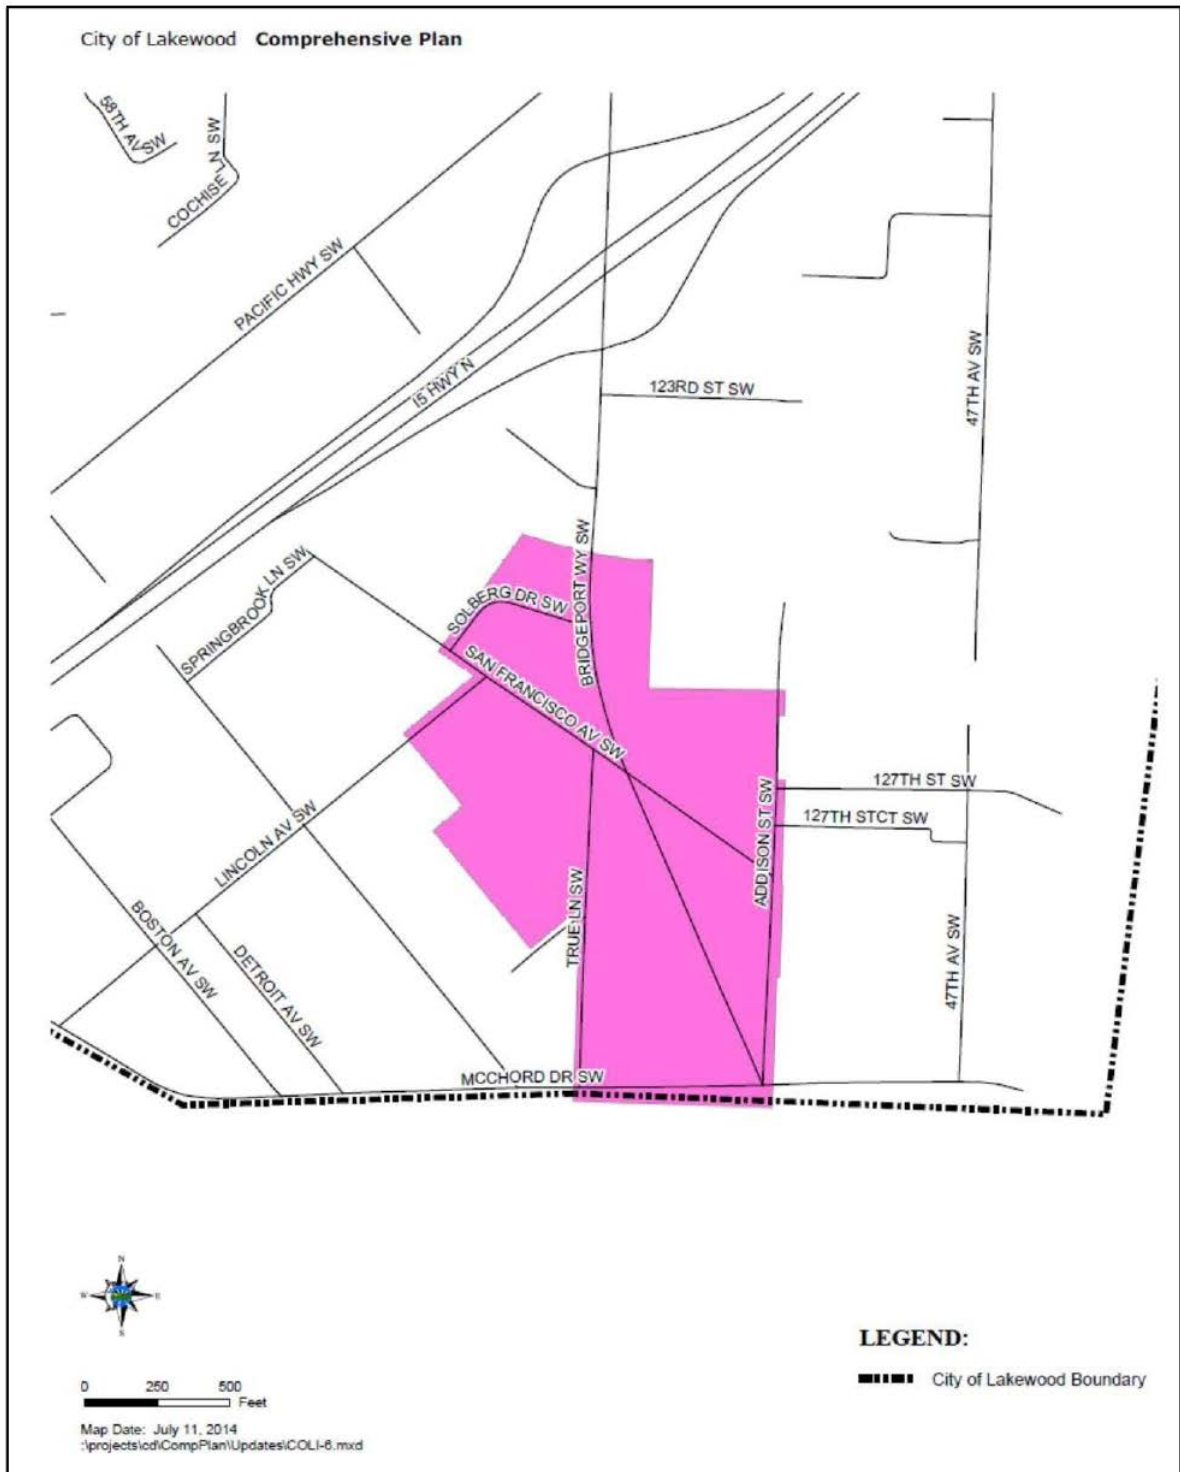 City of Lakewood Comprehensive Plan
58TH AV SW
COCHISE LN SW
PACIFIC HWY SW
I5 HWY N
123RD ST SW
47TH AV SW
BRIDGEPORT WY SW
SPRINGBROOK LN SW
SOLBERG DR SW
SAN FRANCISCO AV SW
127TH ST SW
127TH STCT SW
ADDISON ST SW
LINCOLN AV SW
BOSTON AV SW
DETROIT AV SW
TRUE LN SW
47TH AV SW
MCCHORD DR SW
N
W E
S
LEGEND:
City of Lakewood Boundary
0 250 500
Feet
Map Date: July 11, 2014
:\projects\cd\CompPlan\Updates\COLI-6.mxd